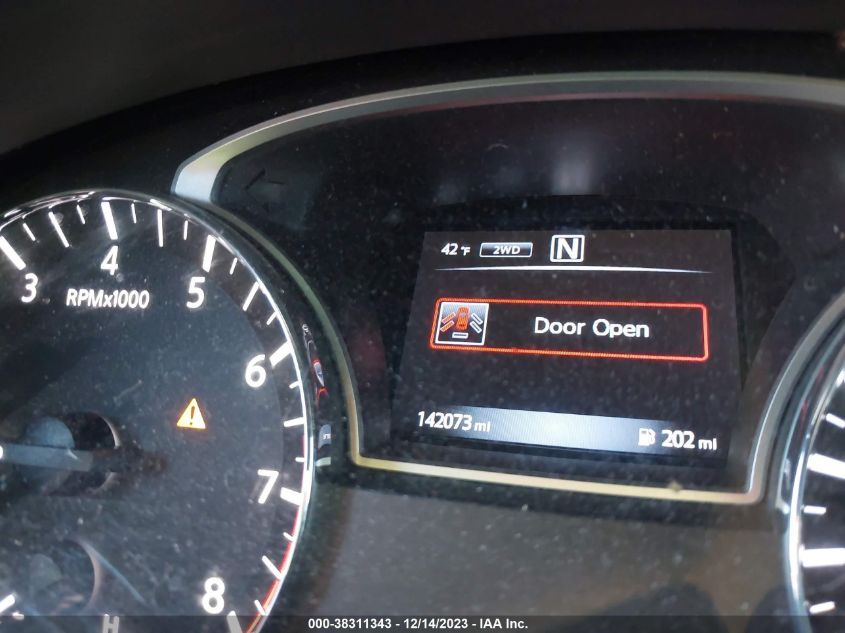 42 °F 2WD N
Door Open
142073 mi 202 mi
3 4 5 6 7 8
RPMx1000
H
000-38311343 - 12/14/2023 - IAA Inc.